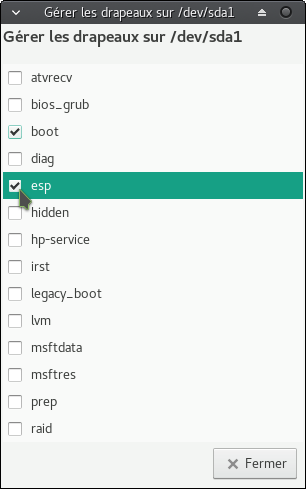 Gérer les drapeaux sur /dev/sda1
Gérer les drapeaux sur /dev/sda1
atvrecv
bios_grub
boot
diag
esp
hidden
hp-service
irst
legacy_boot
lvm
msftdata
msftres
prep
raid
Fermer